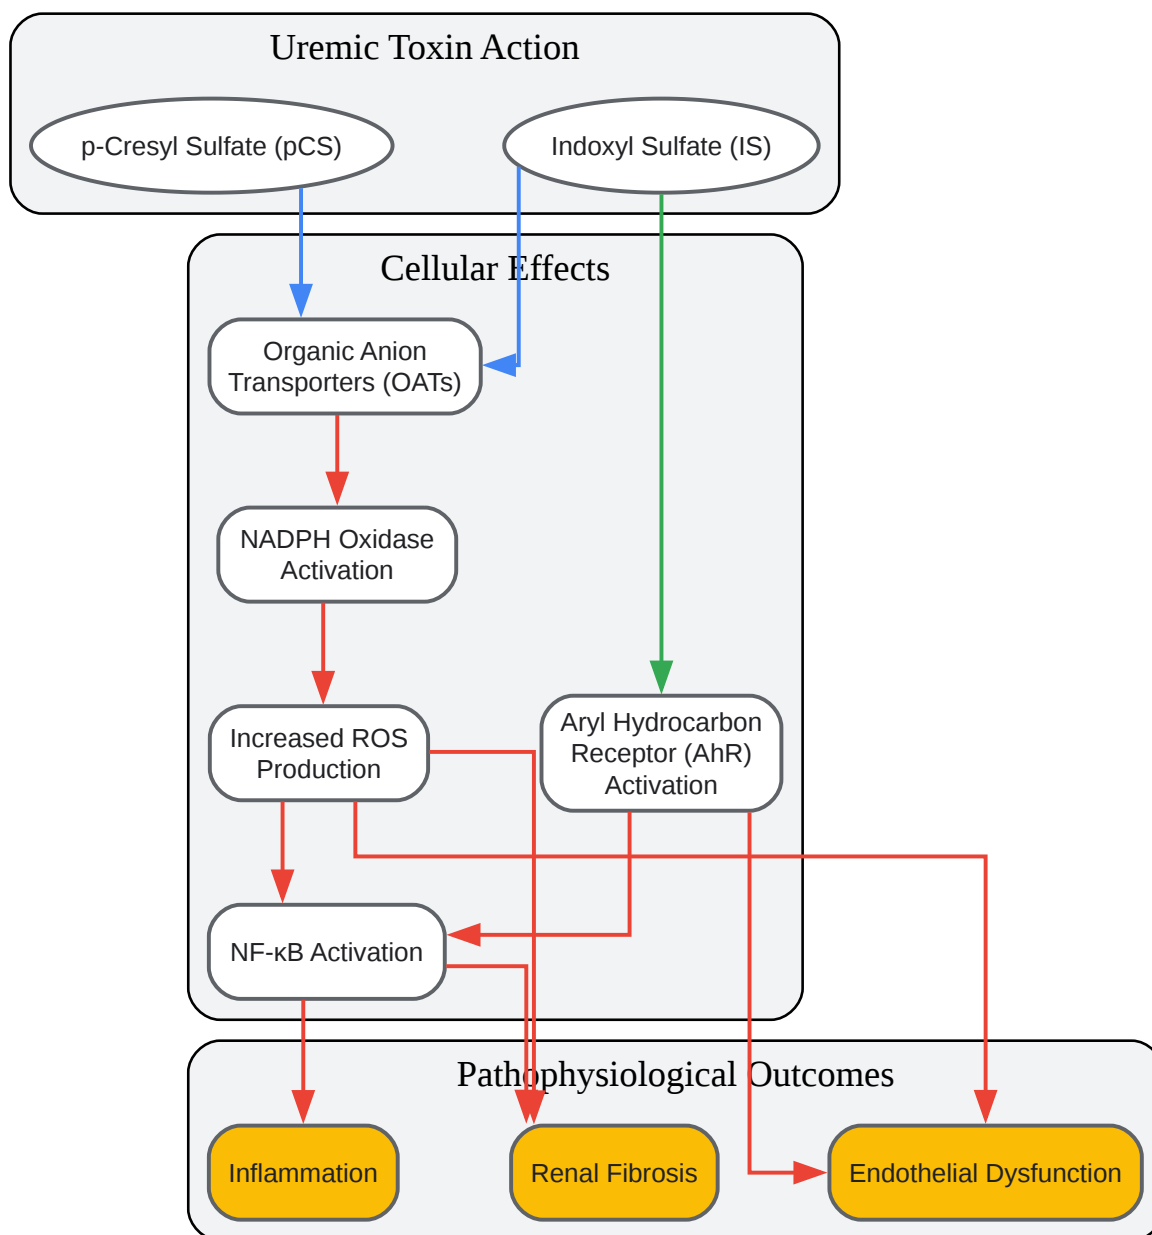 Uremic Toxin Action
p-Cresyl Sulfate (pCS)
Indoxyl Sulfate (IS)
Cellular Effects
Organic Anion
Transporters (OATs)
NADPH Oxidase
Activation
Increased ROS
Production
Aryl Hydrocarbon
Receptor (AhR)
Activation
NF-κB Activation
Pathophysiological Outcomes
Inflammation
Renal Fibrosis
Endothelial Dysfunction